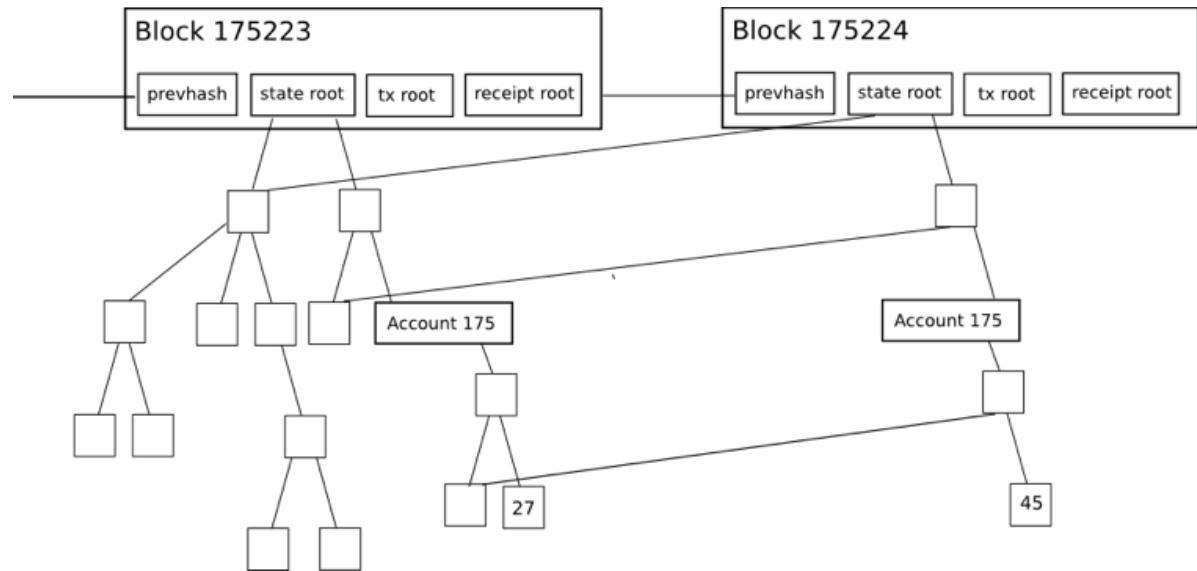 Block 175223
prevhash
state root
tx root
receipt root
Block 175224
prevhash
state root
tx root
receipt root
Account 175
27
Account 175
45